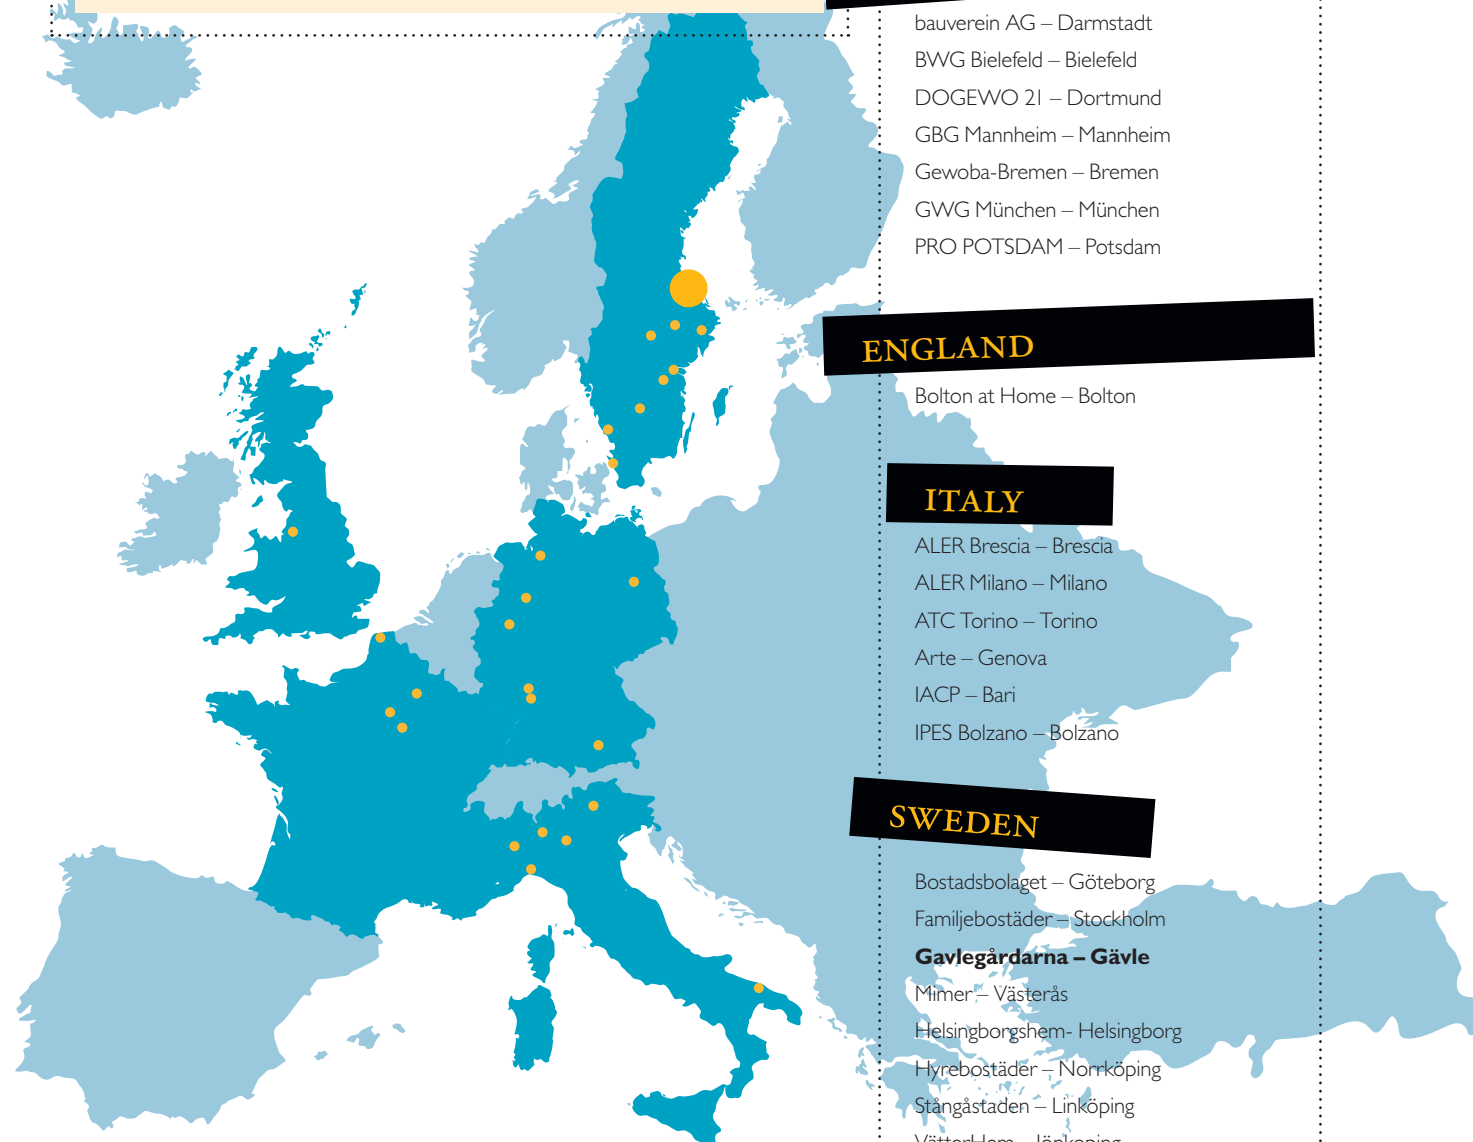 bauverein AG – Darmstadt
BWG Bielefeld – Bielefeld
DOGEWO 21 – Dortmund
GBG Mannheim – Mannheim
Gewoba-Bremen – Bremen
GWG München – München
PRO POTSDAM – Potsdam
ENGLAND
Bolton at Home – Bolton
ITALY
ALER Brescia – Brescia
ALER Milano – Milano
ATC Torino – Torino
Arte – Genova
IACP – Bari
IPES Bolzano – Bolzano
SWEDEN
Bostadsbolaget – Göteborg
Familjebostäder – Stockholm
Gavlegårdarna – Gävle
Mimer – Västerås
Helsingborgshem- Helsingborg
Hyrebostäder – Norrköping
Stångåstaden – Linköping
VätterHem – Jönköping